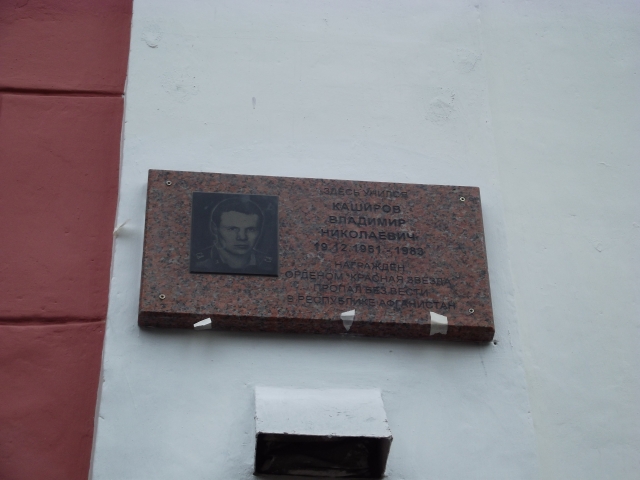 ЗДЕСЬ УЧИЛСЯ
КАШИРОВ
ВЛАДИМИР
НИКОЛАЕВИЧ
19.12.1961 - 1983
НАГРАЖДЕН
ОРДЕНОМ "КРАСНАЯ ЗВЕЗДА"
ПРОПАЛ БЕЗ ВЕСТИ
В РЕСПУБЛИКЕ АФГАНИСТАН